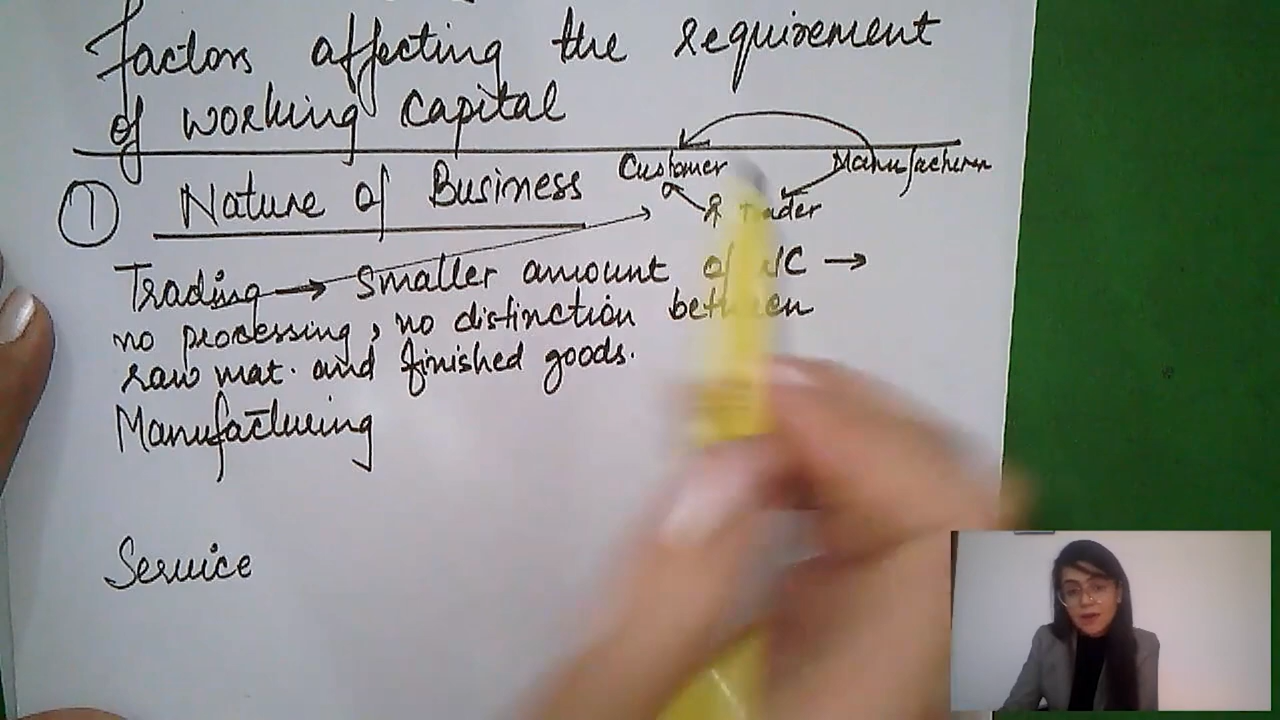 factors affecting the requirement
of working capital
Customer Manufacturer
① Nature of Business
Trader
Trading → Smaller amount of WC →
no processing, no distinction between
raw mat. and finished goods.
Manufacturing
Service